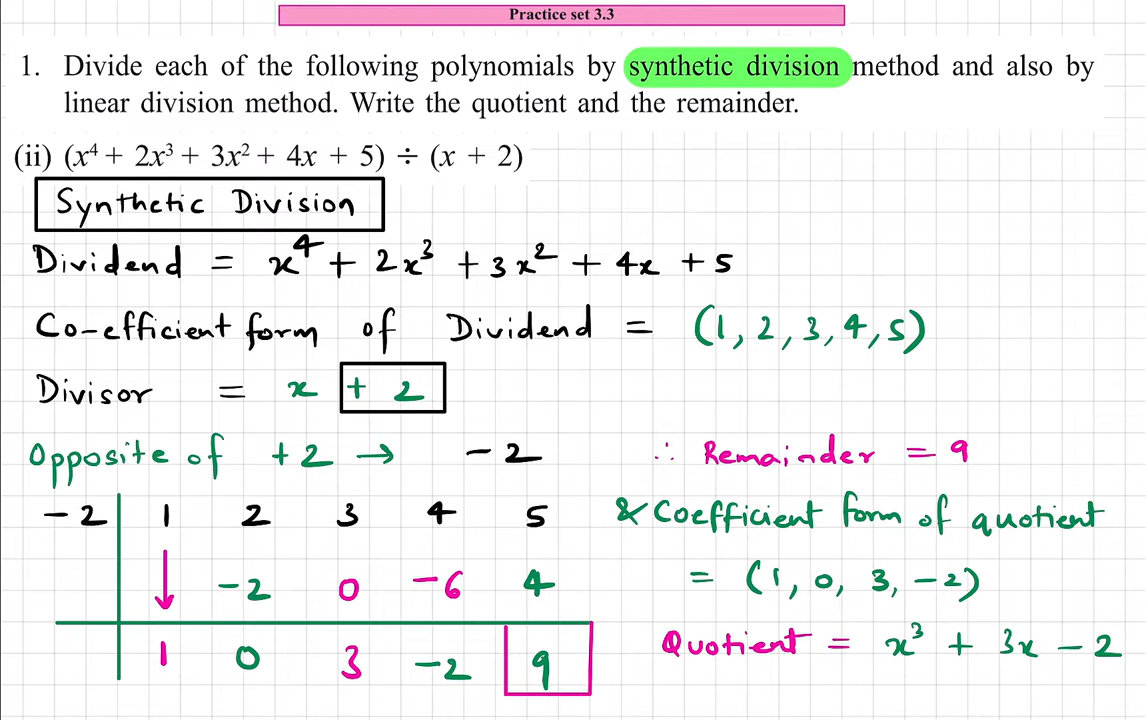 Practice set 3.3
1. Divide each of the following polynomials by synthetic division method and also by
linear division method. Write the quotient and the remainder.
(ii) (x⁴ + 2x³ + 3x² + 4x + 5) ÷ (x + 2)
Synthetic Division
Dividend = x⁴ + 2x³ + 3x² + 4x + 5
Co-efficient form of Dividend = (1, 2, 3, 4, 5)
Divisor = x + 2
Opposite of +2 → -2
-2 1 2 3 4 5
↓ -2 0 -6 4
1 0 3 -2 9
∴ Remainder = 9
& Coefficient form of quotient
= (1, 0, 3, -2)
Quotient = x³ + 3x - 2